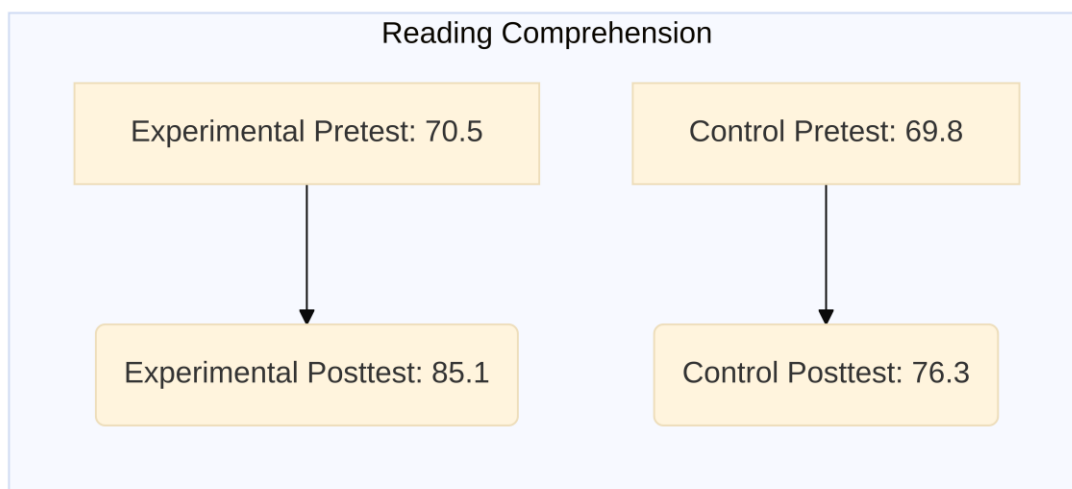 Reading Comprehension
Experimental Pretest: 70.5
Control Pretest: 69.8
Experimental Posttest: 85.1
Control Posttest: 76.3